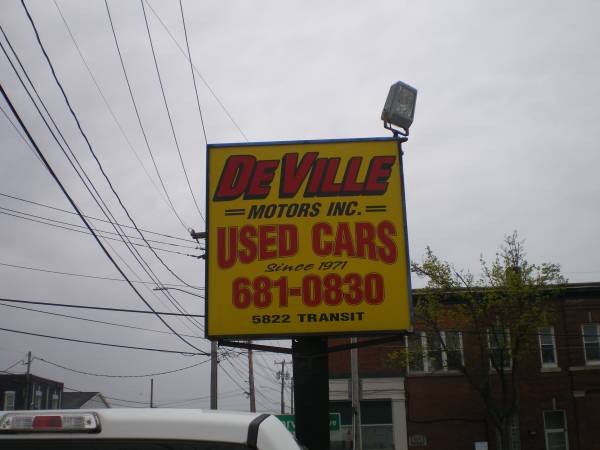 DEVILLE
MOTORS INC.
USED CARS
Since 1971
681-0830
5822 TRANSIT